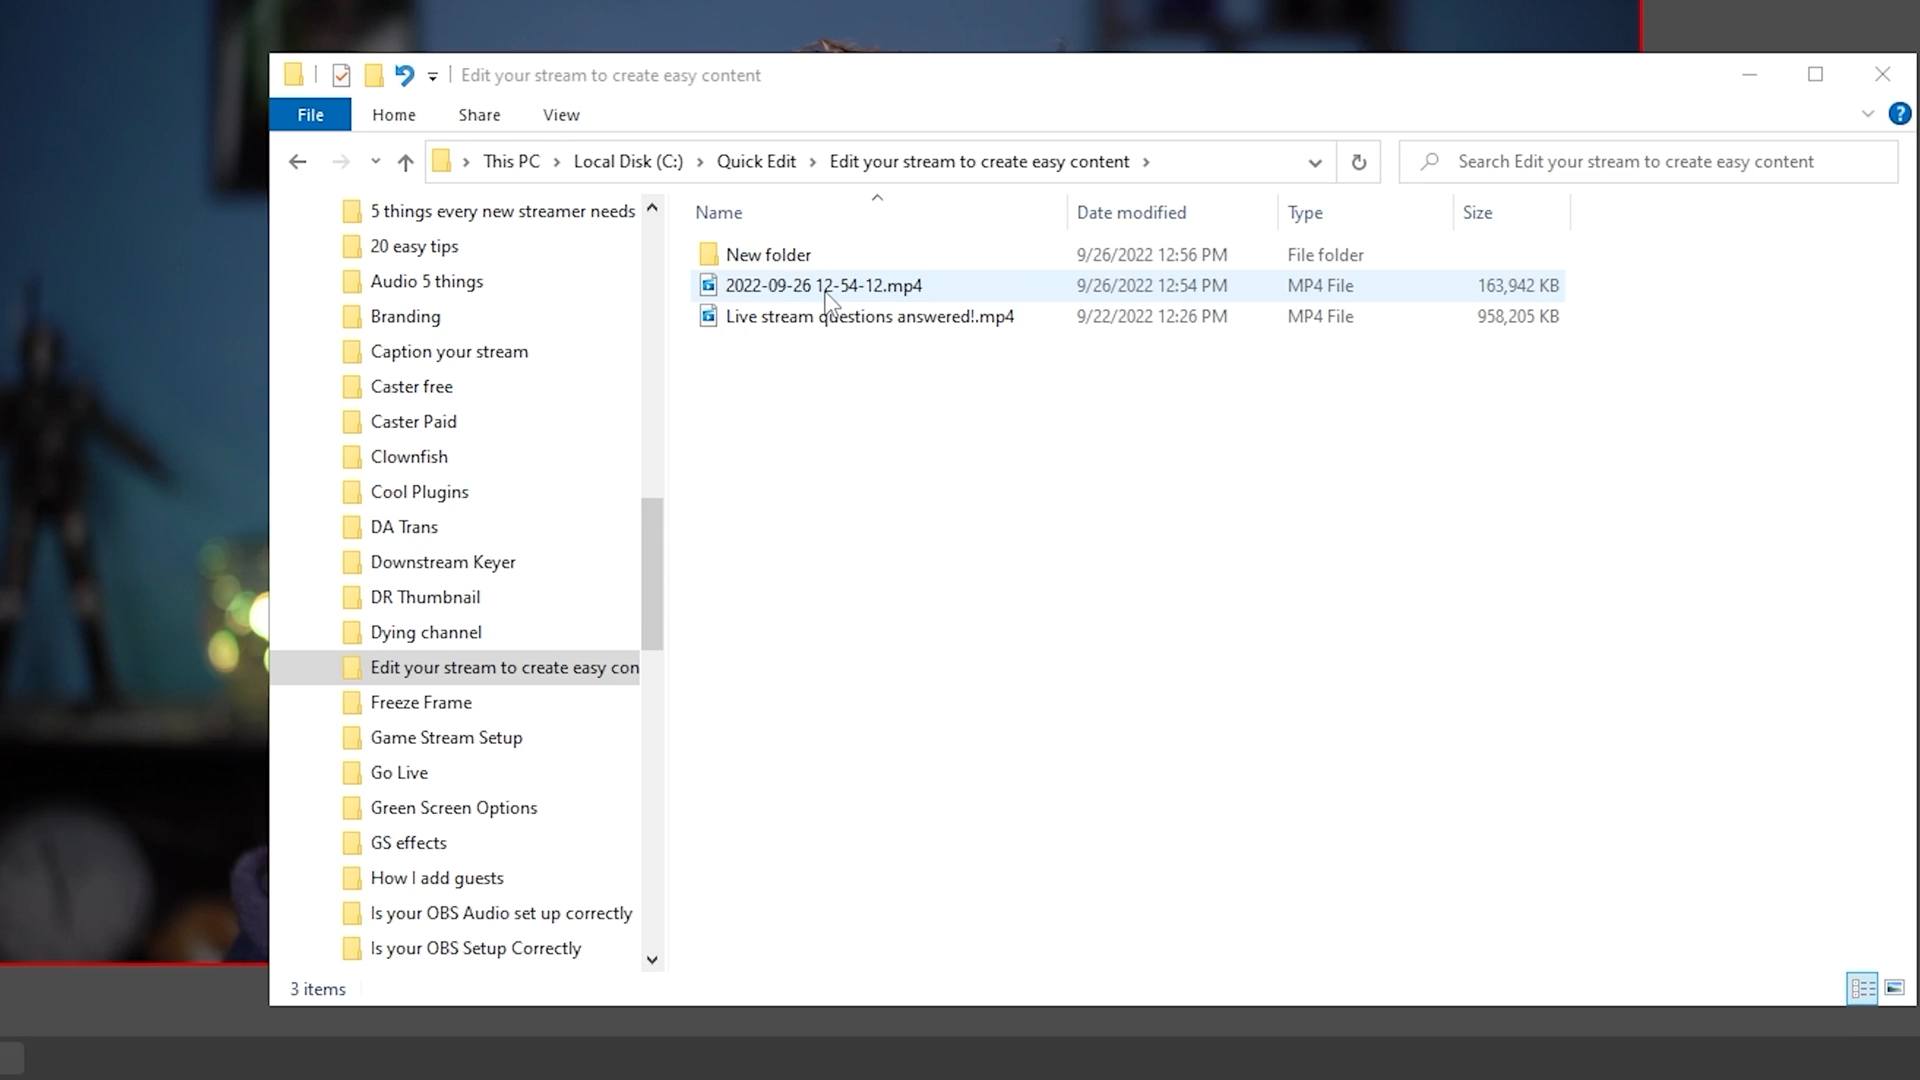 Edit your stream to create easy content
File Home Share View
This PC Local Disk (C:) Quick Edit Edit your stream to create easy content Search Edit your stream to create easy content
5 things every new streamer needs
20 easy tips
Audio 5 things
Branding
Caption your stream
Caster free
Caster Paid
Clownfish
Cool Plugins
DA Trans
Downstream Keyer
DR Thumbnail
Dying channel
Edit your stream to create easy con
Freeze Frame
Game Stream Setup
Go Live
Green Screen Options
GS effects
How I add guests
Is your OBS Audio set up correctly
Is your OBS Setup Correctly
Name Date modified Type Size
New folder 9/26/2022 12:56 PM File folder
2022-09-26 12-54-12.mp4 9/26/2022 12:54 PM MP4 File 163,942 KB
Live stream questions answered!.mp4 9/22/2022 12:26 PM MP4 File 958,205 KB
3 items